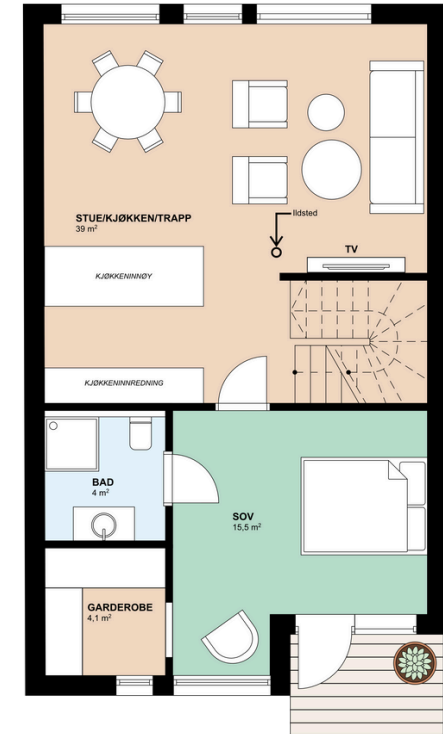 STUE/KJØKKEN/TRAPP
39 m²
Ildsted
TV
KJØKKENINNØY
KJØKKENINNREDNING
BAD
4 m²
SOV
15,5 m²
GARDEROBE
4,1 m²